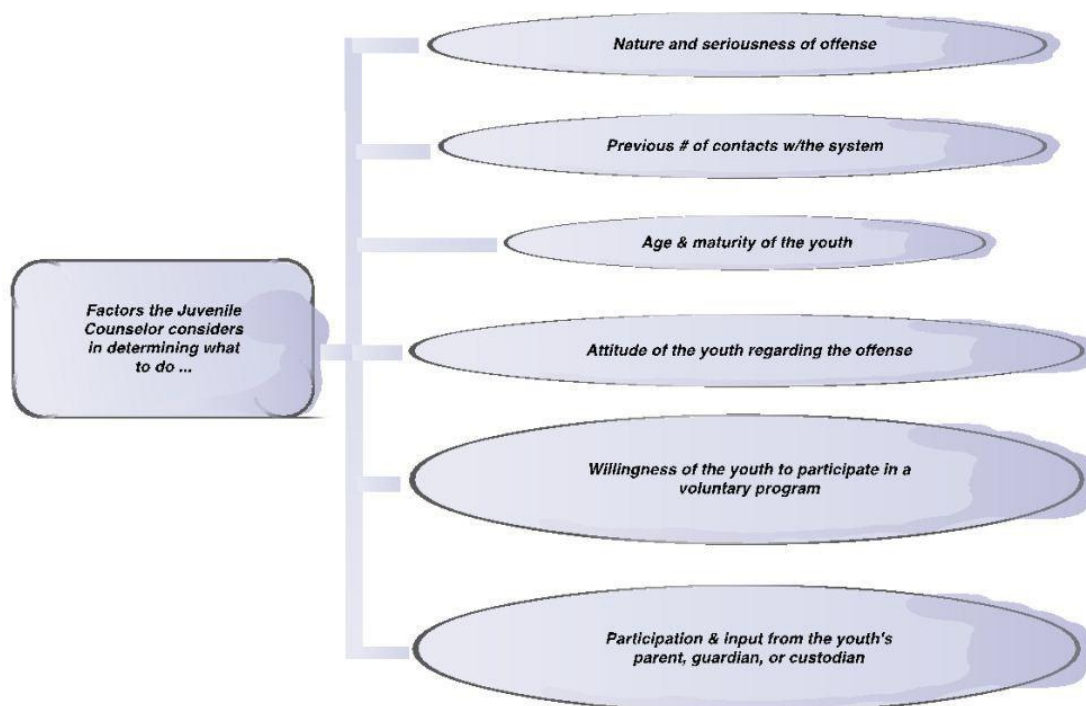 Nature and seriousness of offense
Previous # of contacts w/the system
Age & maturity of the youth
Factors the Juvenile
Counselor considers
in determining what
to do ...
Attitude of the youth regarding the offense
Willingness of the youth to participate in a
voluntary program
Participation & input from the youth's
parent, guardian, or custodian